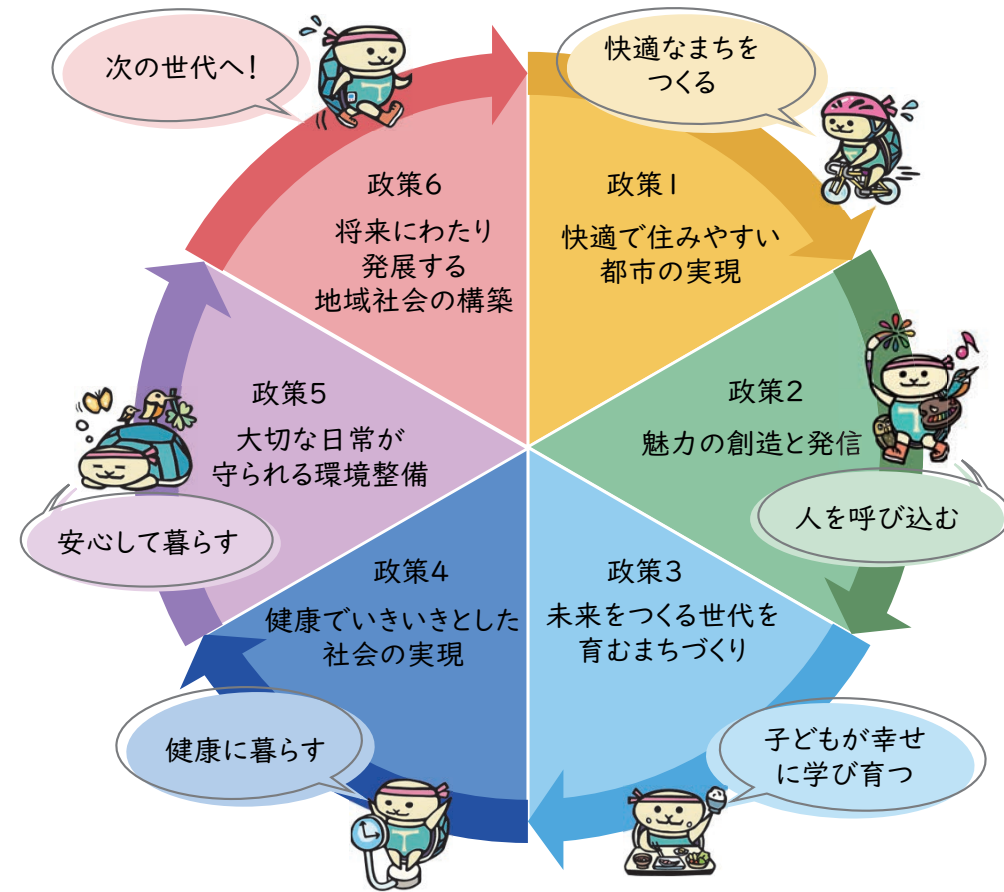 次の世代へ！
快適なまちを
つくる
政策1
快適で住みやすい
都市の実現
政策2
魅力の創造と発信
人を呼び込む
政策3
未来をつくる世代を
育むまちづくり
子どもが幸せ
に学び育つ
政策4
健康でいきいきとした
社会の実現
健康に暮らす
政策5
大切な日常が
守られる環境整備
安心して暮らす
政策6
将来にわたり
発展する
地域社会の構築